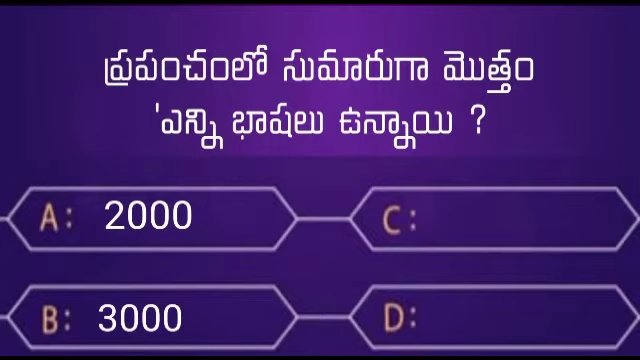 ప్రపంచంలో సుమారుగా మొత్తం
'ఎన్ని భాషలు ఉన్నాయి ?
A: 2000
C:
B: 3000
D: